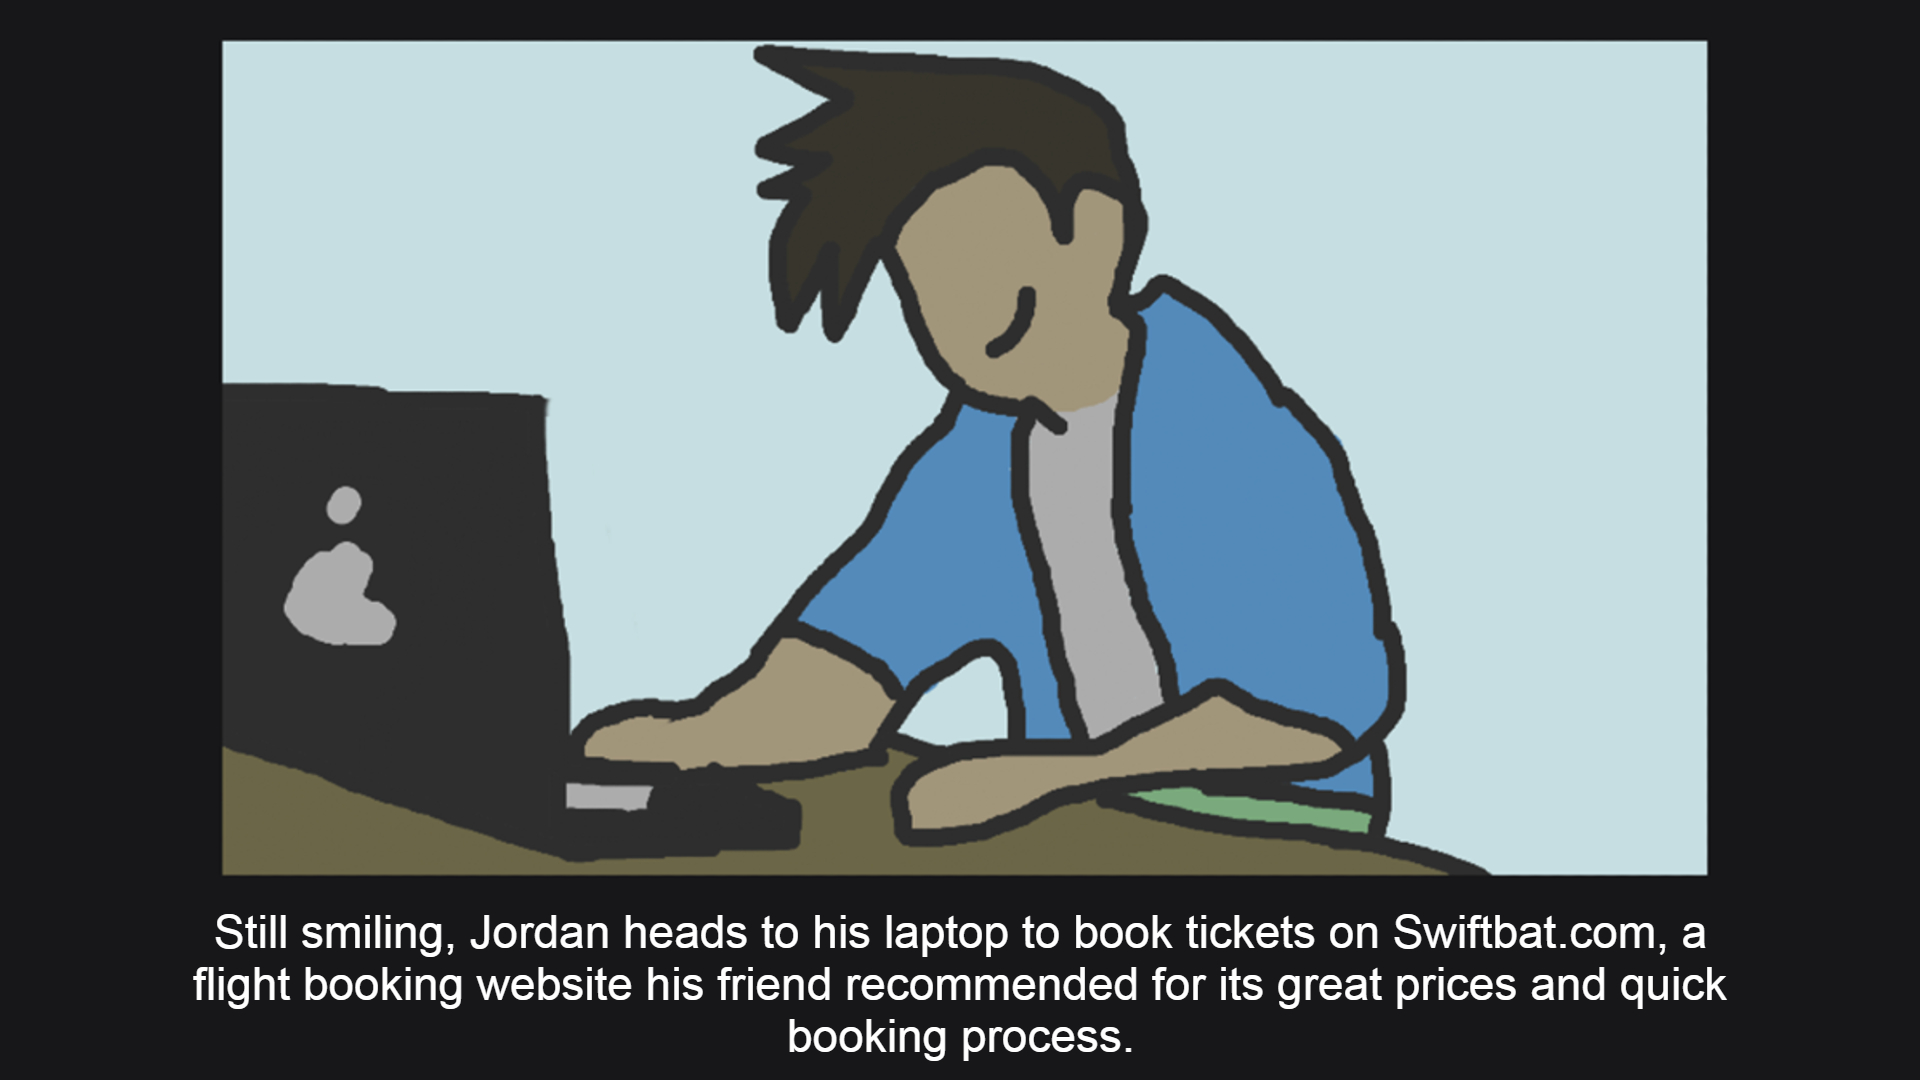 Still smiling, Jordan heads to his laptop to book tickets on Swiftbat.com, a
flight booking website his friend recommended for its great prices and quick
booking process.